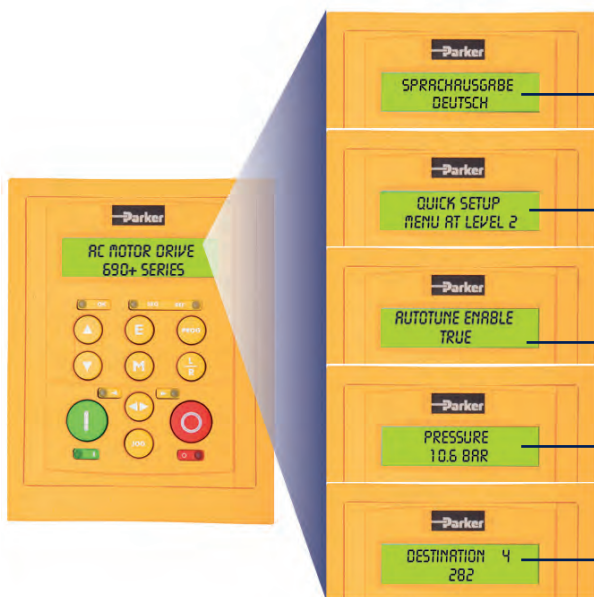 Parker
AC MOTOR DRIVE
690+ SERIES
E
PROG
M
L
R
JOG
Parker
SPRACHAUSGABE
DEUTSCH
Parker
QUICK SETUP
MENU AT LEVEL 2
Parker
AUTOTUNE ENABLE
TRUE
Parker
PRESSURE
10.6 BAR
Parker
DESTINATION 4
282